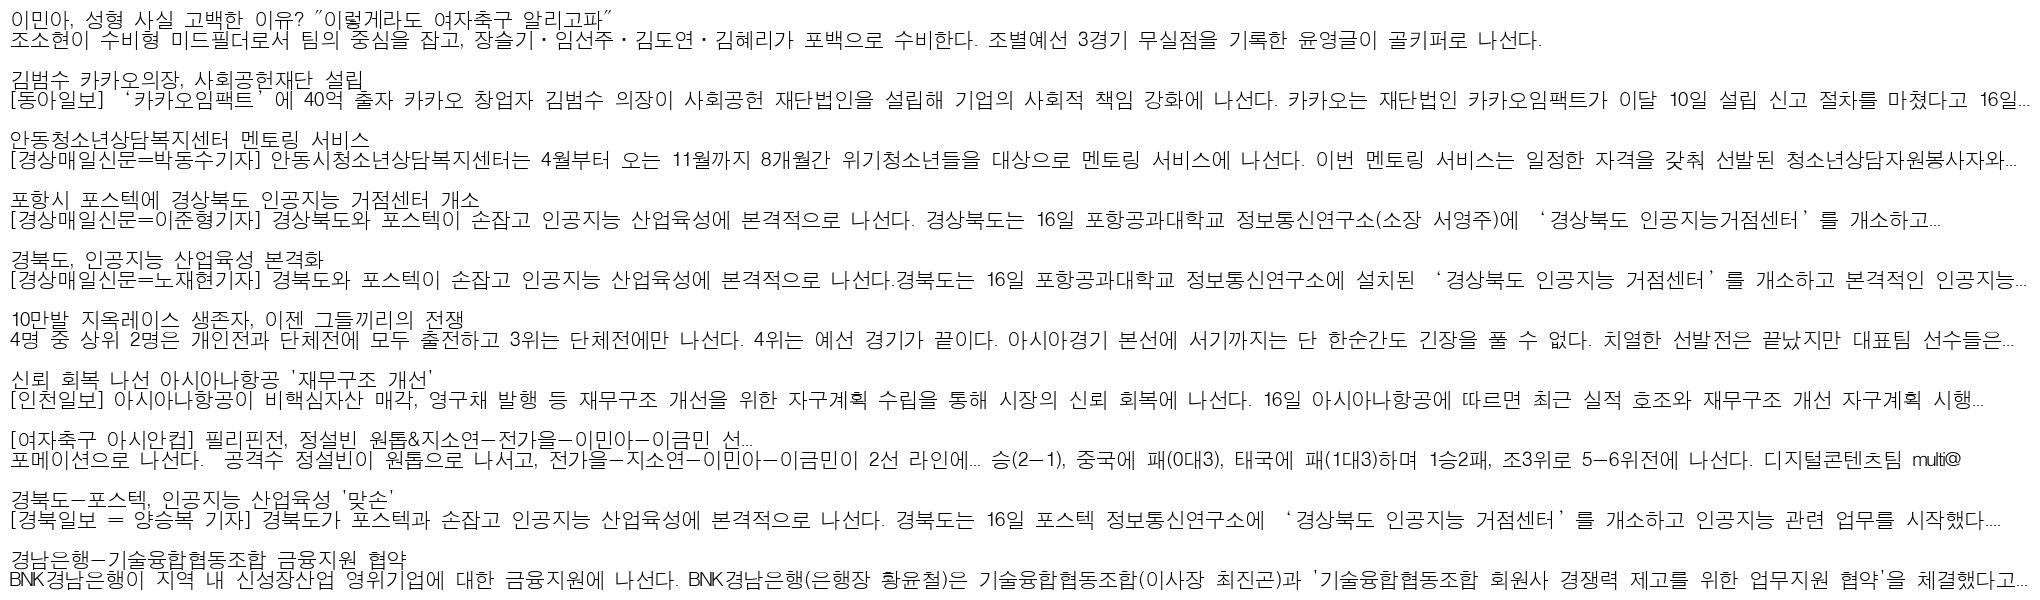 이민아, 성형 사실 고백한 이유? "이렇게라도 여자축구 알리고파"
조소현이 수비형 미드필더로서 팀의 중심을 잡고, 장슬기·임선주·김도연·김혜리가 포백으로 수비한다. 조별예선 3경기 무실점을 기록한 윤영글이 골키퍼로 나선다.
김범수 카카오의장, 사회공헌재단 설립
[동아일보] ‘카카오임팩트’에 40억 출자 카카오 창업자 김범수 의장이 사회공헌 재단법인을 설립해 기업의 사회적 책임 강화에 나선다. 카카오는 재단법인 카카오임팩트가 이달 10일 설립 신고 절차를 마쳤다고 16일...
안동청소년상담복지센터 멘토링 서비스
[경상매일신문=박동수기자] 안동시청소년상담복지센터는 4월부터 오는 11월까지 8개월간 위기청소년들을 대상으로 멘토링 서비스에 나선다. 이번 멘토링 서비스는 일정한 자격을 갖춰 선발된 청소년상담자원봉사자와...
포항시 포스텍에 경상북도 인공지능 거점센터 개소
[경상매일신문=이준형기자] 경상북도와 포스텍이 손잡고 인공지능 산업육성에 본격적으로 나선다. 경상북도는 16일 포항공과대학교 정보통신연구소(소장 서영주)에 ‘경상북도 인공지능거점센터’를 개소하고...
경북도, 인공지능 산업육성 본격화
[경상매일신문=노재현기자] 경북도와 포스텍이 손잡고 인공지능 산업육성에 본격적으로 나선다.경북도는 16일 포항공과대학교 정보통신연구소에 설치된 ‘경상북도 인공지능 거점센터’를 개소하고 본격적인 인공지능...
10만발 지옥레이스 생존자, 이젠 그들끼리의 전쟁
4명 중 상위 2명은 개인전과 단체전에 모두 출전하고 3위는 단체전에만 나선다. 4위는 예선 경기가 끝이다. 아시아경기 본선에 서기까지는 단 한순간도 긴장을 풀 수 없다. 치열한 선발전은 끝났지만 대표팀 선수들은...
신뢰 회복 나선 아시아나항공 '재무구조 개선'
[인천일보] 아시아나항공이 비핵심자산 매각, 영구채 발행 등 재무구조 개선을 위한 자구계획 수립을 통해 시장의 신뢰 회복에 나선다. 16일 아시아나항공에 따르면 최근 실적 호조와 재무구조 개선 자구계획 시행...
[여자축구 아시안컵] 필리핀전, 정설빈 원톱&지소연-전가을-이민아-이금민 선...
포메이션으로 나선다. 공격수 정설빈이 원톱으로 나서고, 전가을-지소연-이민아-이금민이 2선 라인에... 승(2-1), 중국에 패(0대3), 태국에 패(1대3)하며 1승2패, 조3위로 5-6위전에 나선다. 디지털콘텐츠팀 multi@
경북도-포스텍, 인공지능 산업육성 '맞손'
[경북일보 = 양승복 기자] 경북도가 포스텍과 손잡고 인공지능 산업육성에 본격적으로 나선다. 경북도는 16일 포스텍 정보통신연구소에 ‘경상북도 인공지능 거점센터’를 개소하고 인공지능 관련 업무를 시작했다....
경남은행-기술융합협동조합 금융지원 협약
BNK경남은행이 지역 내 신성장산업 영위기업에 대한 금융지원에 나선다. BNK경남은행(은행장 황윤철)은 기술융합협동조합(이사장 최진곤)과 '기술융합협동조합 회원사 경쟁력 제고를 위한 업무지원 협약'을 체결했다고...